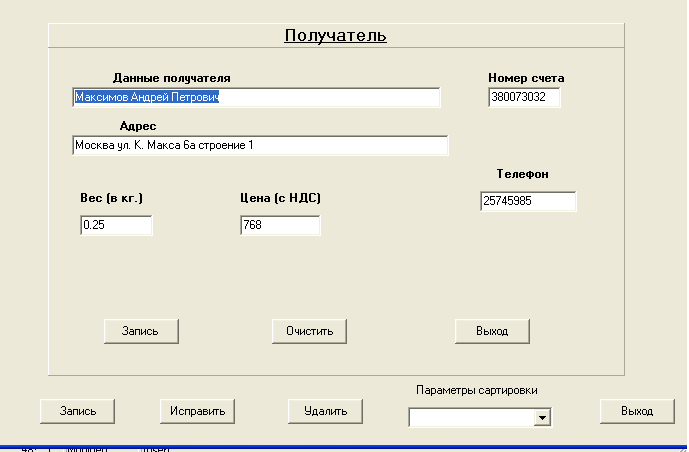 Получатель
Данные получателя
Номер счета
Максимов Андрей Петрович
380073032
Адрес
Москва ул. К. Макса 6а строение 1
Телефон
Вес (в кг.)
Цена (с НДС)
25745985
0.25
768
Запись
Очистить
Выход
Параметры сартировки
Запись
Исправить
Удалить
Выход